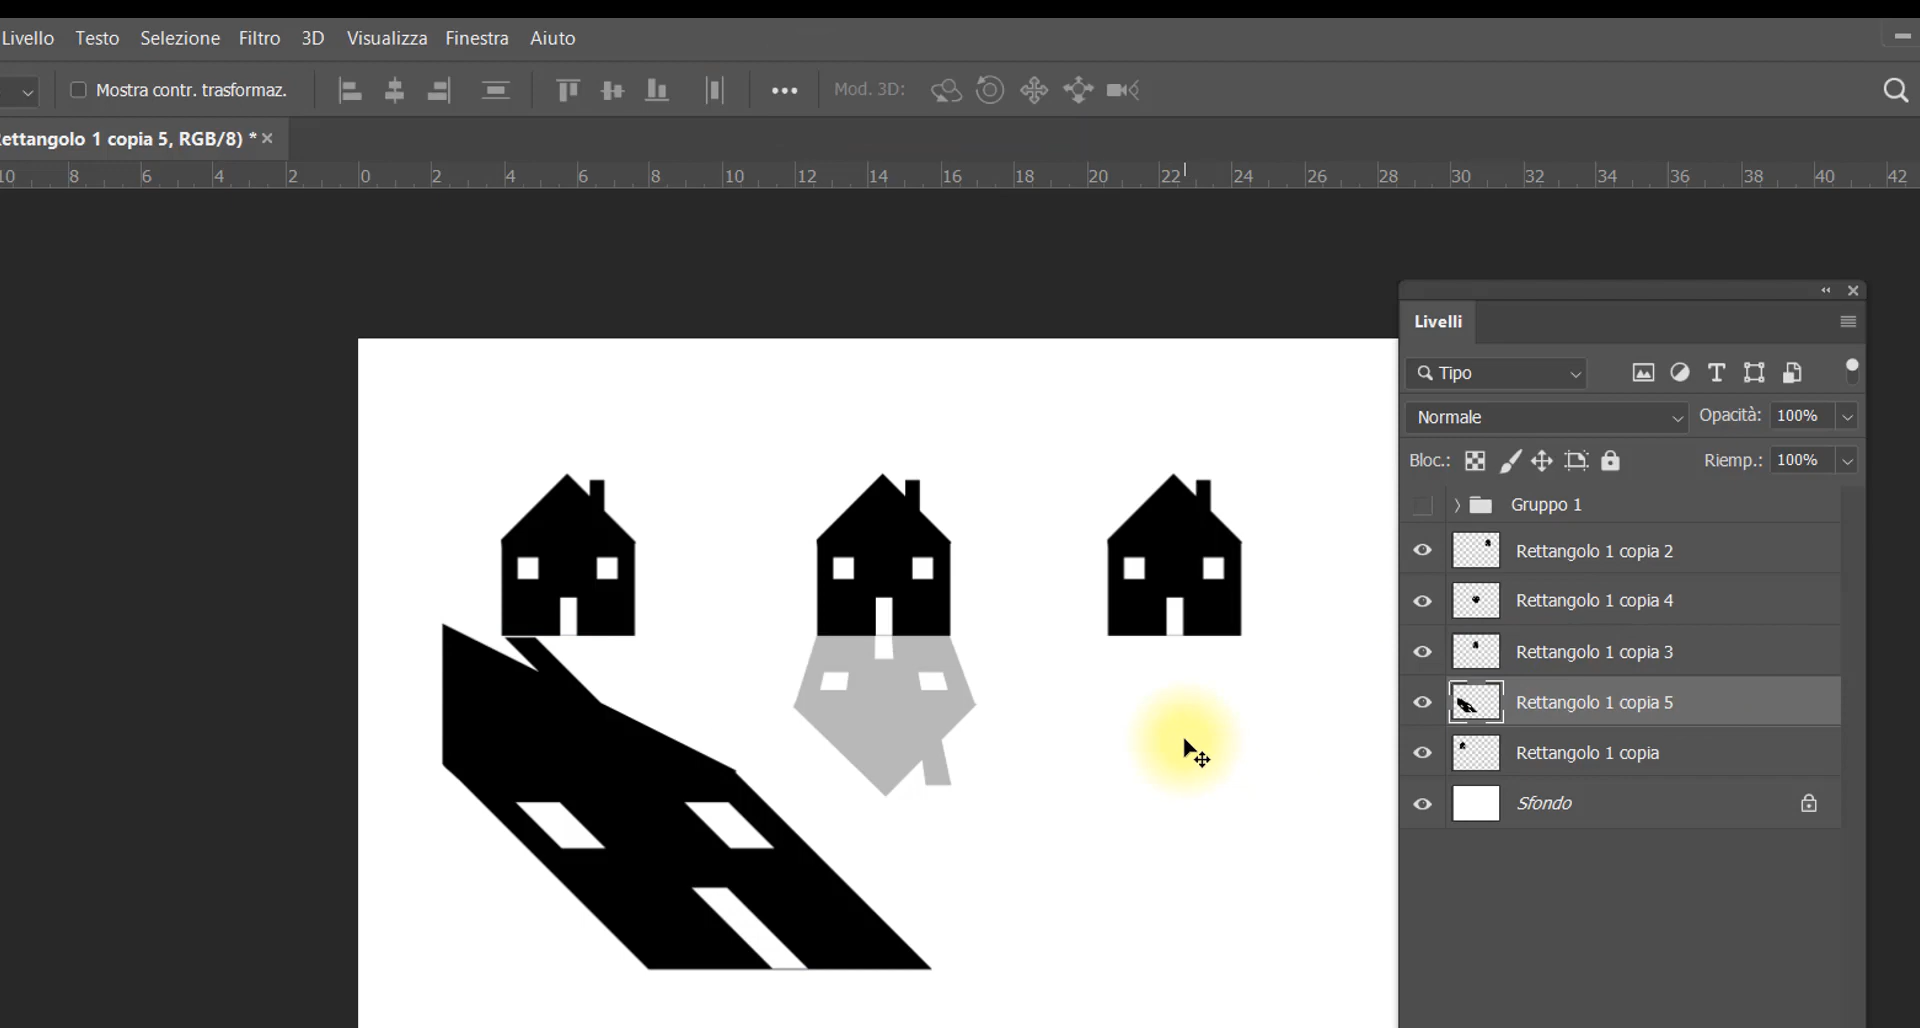 Livello Testo Selezione Filtro 3D Visualizza Finestra Aiuto
Mostra contr. trasformaz. Mod. 3D:
ettangolo 1 copia 5, RGB/8) *
10 8 6 4 2 0 2 4 6 8 10 12 14 16 18 20 22 24 26 28 30 32 34 36 38 40 42
Livelli
Tipo
Normale Opacità: 100%
Bloc.: Riemp.: 100%
Gruppo 1
Rettangolo 1 copia 2
Rettangolo 1 copia 4
Rettangolo 1 copia 3
Rettangolo 1 copia 5
Rettangolo 1 copia
Sfondo